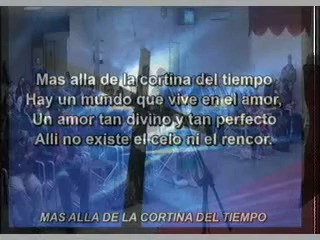 Mas alla de la cortina del tiempo
Hay un mundo que vive en el amor,
Un amor tan divino y tan perfecto
Alli no existe el celo ni el rencor.
MAS ALLA DE LA CORTINA DEL TIEMPO